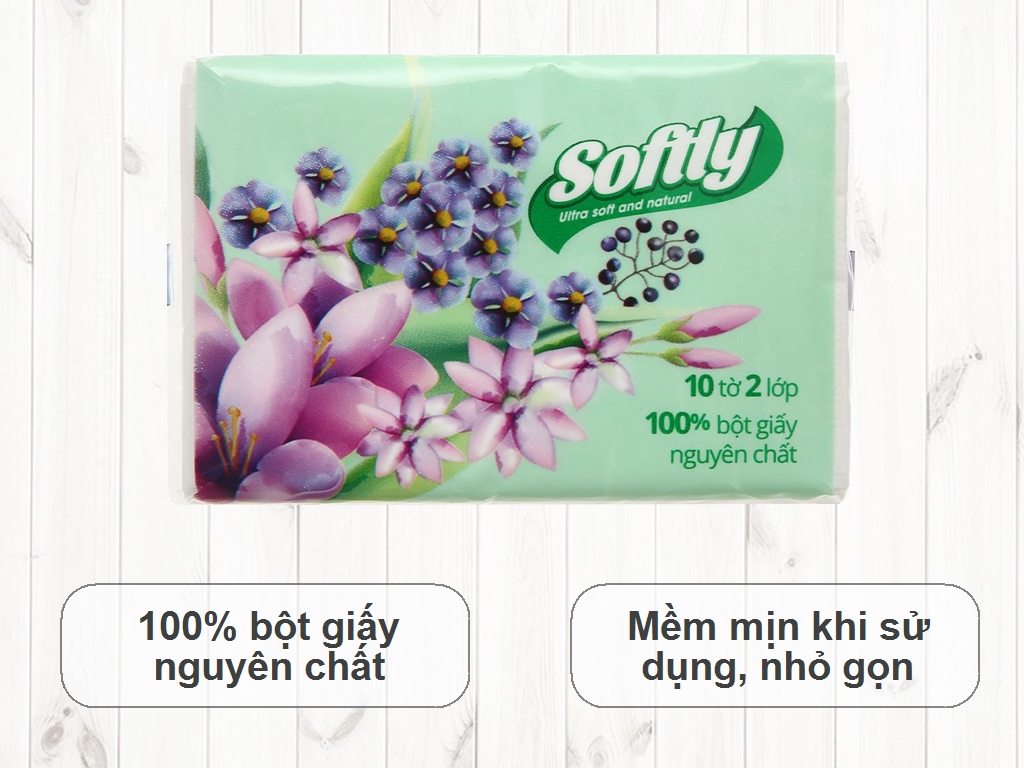 Softly
Ultra soft and natural
10 tờ 2 lớp
100% bột giấy
nguyên chất
100% bột giấy
nguyên chất
Mềm mịn khi sử
dụng, nhỏ gọn